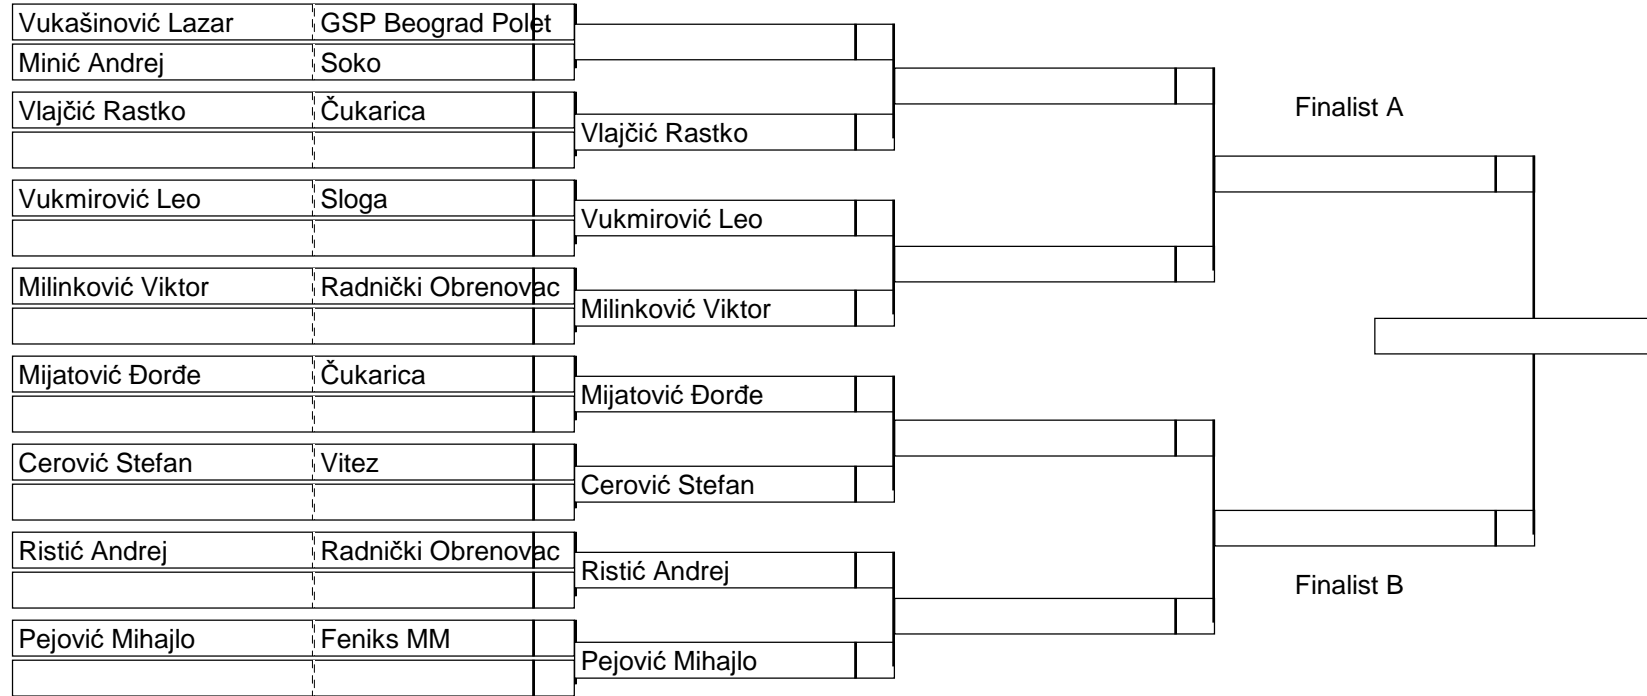 Vukašinović Lazar GSP Beograd Polet
Minić Andrej Soko
Vlajčić Rastko Čukarica
Vukmirović Leo Sloga
Milinković Viktor Radnički Obrenovac
Mijatović Đorđe Čukarica
Cerović Stefan Vitez
Ristić Andrej Radnički Obrenovac
Pejović Mihajlo Feniks MM
Vlajčić Rastko
Vukmirović Leo
Milinković Viktor
Mijatović Đorđe
Cerović Stefan
Ristić Andrej
Pejović Mihajlo
Finalist A
Finalist B